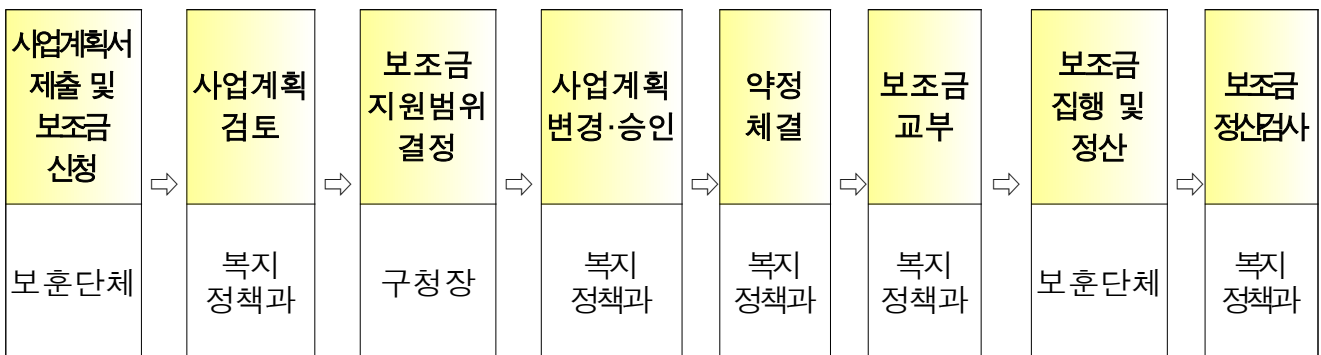 사업계획서
제출 및
보조금
신청
⇨
사업계획
검토
⇨
보조금
지원범위
결정
⇨
사업계획
변경·승인
⇨
약정
체결
⇨
보조금
교부
⇨
보조금
집행 및
정산
⇨
보조금
정산검사
보훈단체
복지
정책과
구청장
복지
정책과
복지
정책과
복지
정책과
보훈단체
복지
정책과